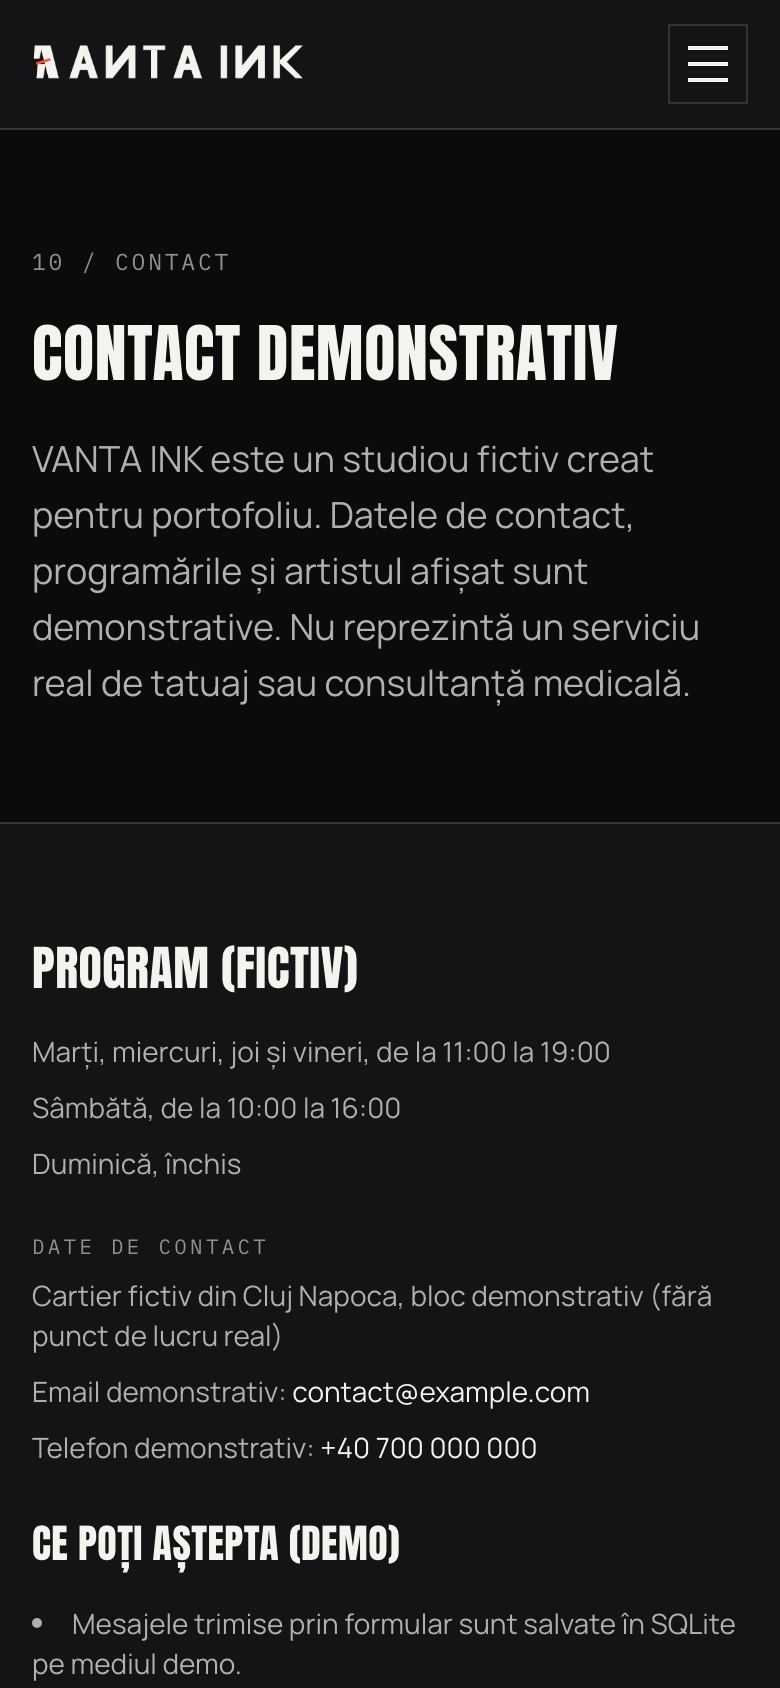 VANTA INK
10 / CONTACT
CONTACT DEMONSTRATIV
VANTA INK este un studiou fictiv creat
pentru portofoliu. Datele de contact,
programările și artistul afișat sunt
demonstrative. Nu reprezintă un serviciu
real de tatuaj sau consultanță medicală.
PROGRAM (FICTIV)
Marți, miercuri, joi și vineri, de la 11:00 la 19:00
Sâmbătă, de la 10:00 la 16:00
Duminică, închis
DATE DE CONTACT
Cartier fictiv din Cluj Napoca, bloc demonstrativ (fără
punct de lucru real)
Email demonstrativ: contact@example.com
Telefon demonstrativ: +40 700 000 000
CE POȚI AȘTEPTA (DEMO)
• Mesajele trimise prin formular sunt salvate în SQLite
pe mediul demo.